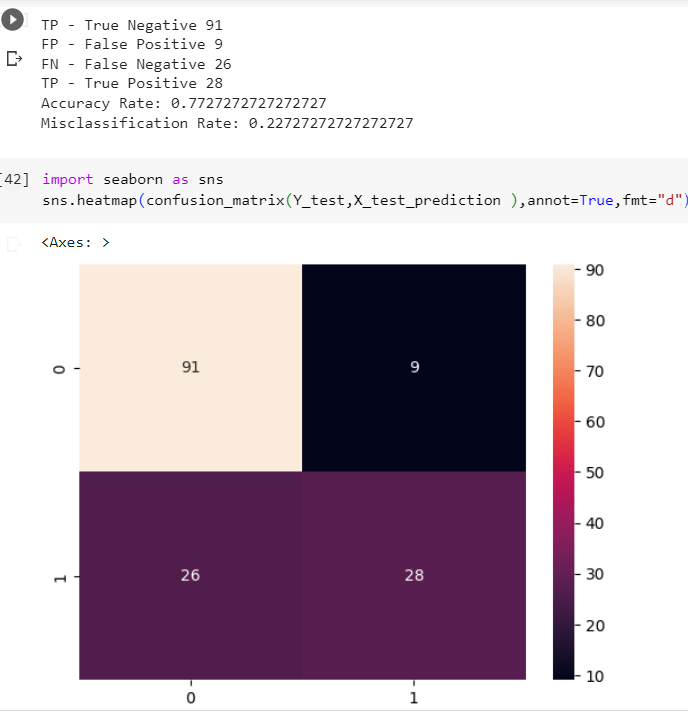 TP - True Negative 91
FP - False Positive 9
FN - False Negative 26
TP - True Positive 28
Accuracy Rate: 0.7727272727272727
Misclassification Rate: 0.22727272727272727
[42] import seaborn as sns
sns.heatmap(confusion_matrix(Y_test,X_test_prediction ),annot=True,fmt="d")
<Axes: >
90
80
70
60
50
40
30
20
10
0
91
9
1
26
28
0
1